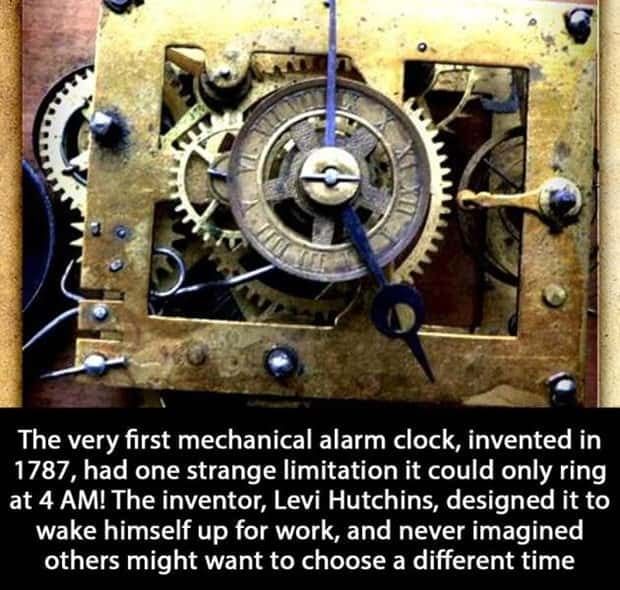 The very first mechanical alarm clock, invented in
1787, had one strange limitation it could only ring
at 4 AM! The inventor, Levi Hutchins, designed it to
wake himself up for work, and never imagined
others might want to choose a different time